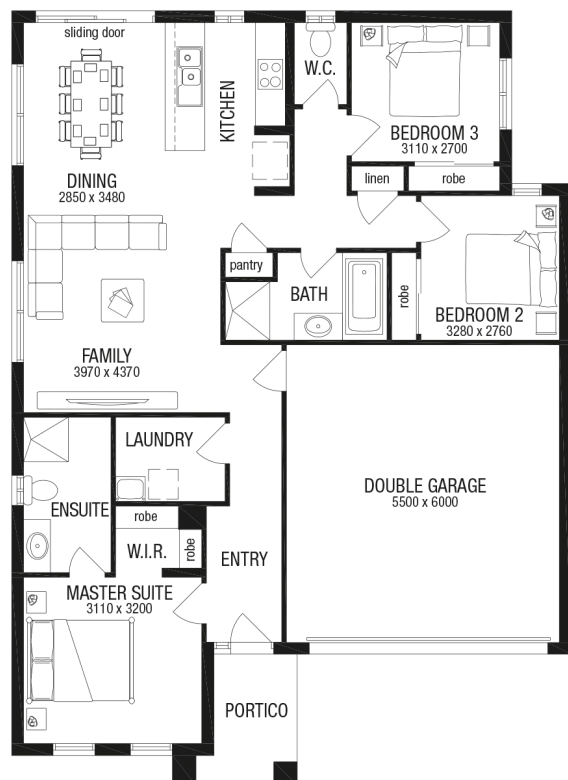 sliding door
W.C.
KITCHEN
BEDROOM 3
3110 x 2700
DINING
2850 x 3480
linen
robe
pantry
BATH
robe
BEDROOM 2
3280 x 2760
FAMILY
3970 x 4370
LAUNDRY
DOUBLE GARAGE
5500 x 6000
ENSUITE
robe
W.I.R.
robe
ENTRY
MASTER SUITE
3110 x 3200
PORTICO